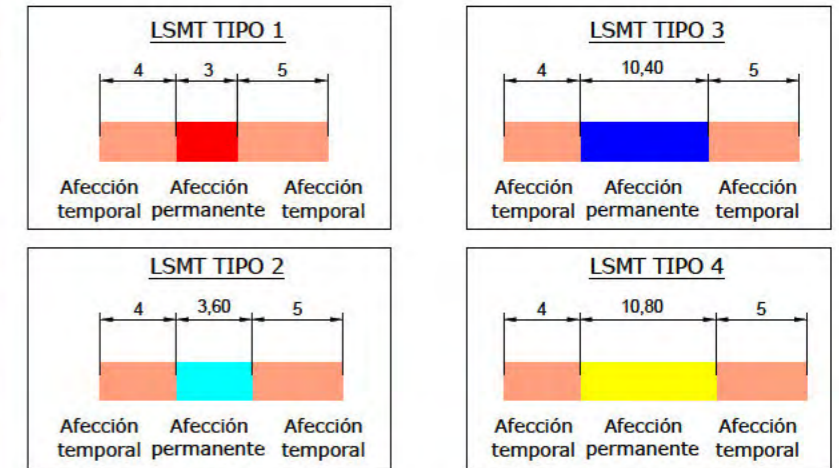 LSMT TIPO 1
4 3 5
Afección Afección Afección
temporal permanente temporal
LSMT TIPO 3
4 10,40 5
Afección Afección Afección
temporal permanente temporal
LSMT TIPO 2
4 3,60 5
Afección Afección Afección
temporal permanente temporal
LSMT TIPO 4
4 10,80 5
Afección Afección Afección
temporal permanente temporal